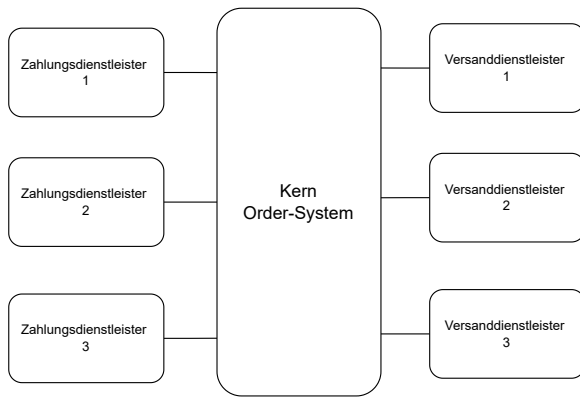 Zahlungsdienstleister
1
Zahlungsdienstleister
2
Zahlungsdienstleister
3
Kern
Order-System
Versanddienstleister
1
Versanddienstleister
2
Versanddienstleister
3